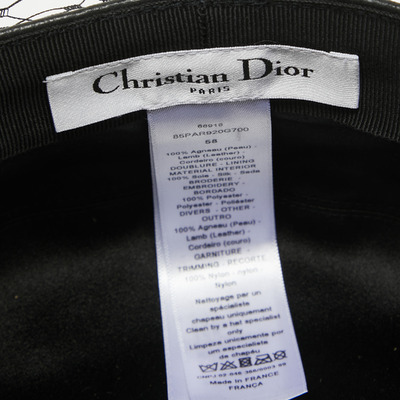 Christian Dior
PARIS
85PAR920G700
58
100% Agneau (Peau) -
Lamb (Leather) -
Cordeiro (couro)
DOUBLURE - LINING
MATERIAL INTERIOR
100% Soie - Silk - Seda
BRODERIE -
EMBROIDERY -
BORDADO
100% Polyester -
Polyester - Poliester
DIVERS - OTHER -
OUTRO
100% Agneau (Peau) -
Lamb (Leather) -
Cordeiro (couro)
GARNITURE -
TRIMMING - RECORTE
100% Nylon - nylon -
Nylon
Nettoyage par un
spécialiste du
chapeau uniquement
Clean by a hat specialist
only
Limpeza unicamente por
um especialista
de chapéu
Made in FRANCE
FRANCA